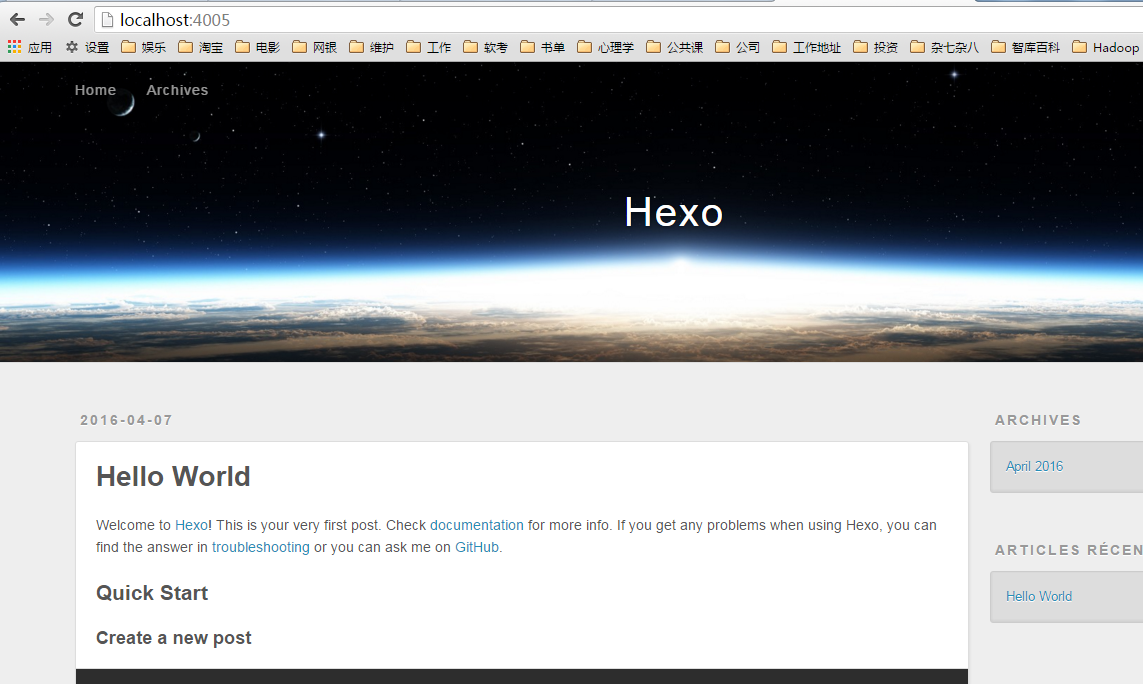 localhost:4005
应用 设置 娱乐 淘宝 电影 网银 维护 工作 软考 书单 心理学 公共课 公司 工作地址 投资 杂七杂八 智库百科 Hadoop
Home Archives
Hexo
2016-04-07
Hello World
Welcome to Hexo! This is your very first post. Check documentation for more info. If you get any problems when using Hexo, you can
find the answer in troubleshooting or you can ask me on GitHub.
Quick Start
Create a new post
ARCHIVES
April 2016
ARTICLES RÉCEN
Hello World